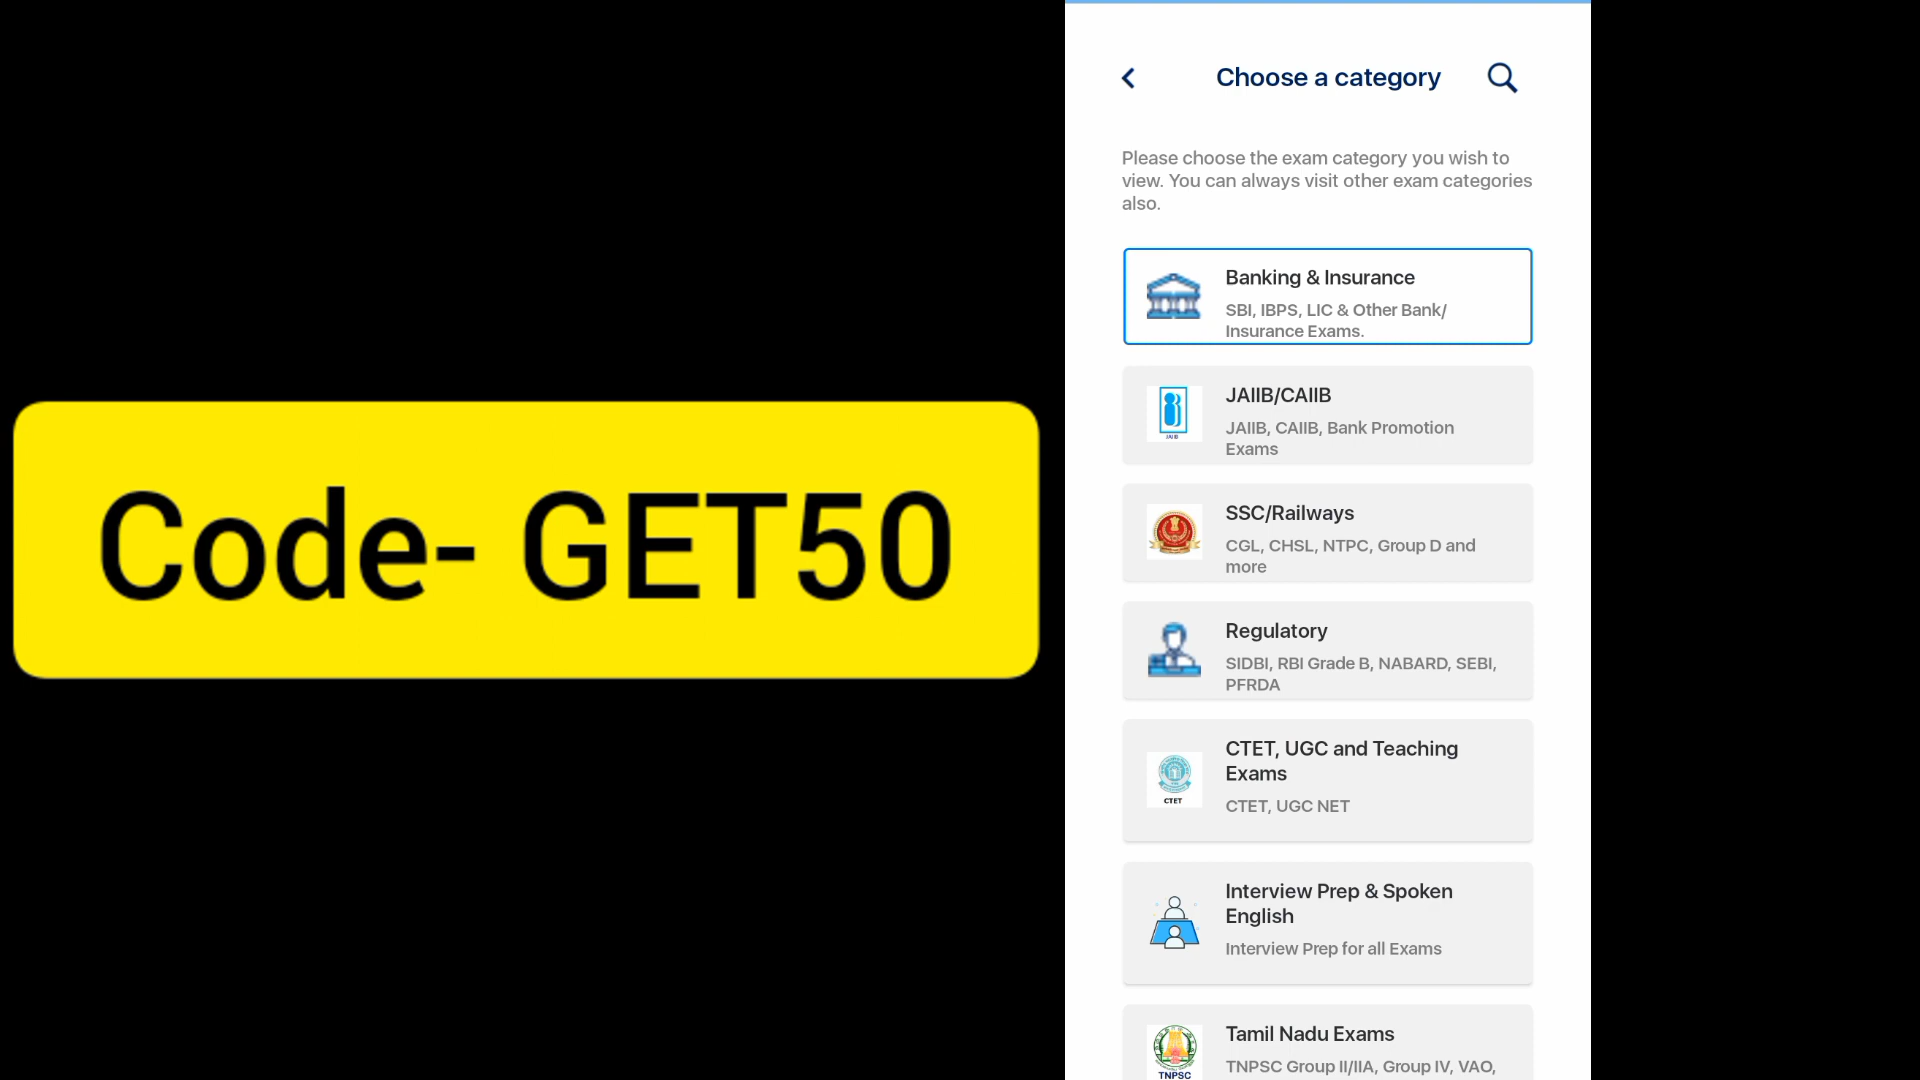 Code- GET50
Choose a category
Please choose the exam category you wish to
view. You can always visit other exam categories
also.
Banking & Insurance
SBI, IBPS, LIC & Other Bank/
Insurance Exams.
JAIIB/CAIIB
JAIIB, CAIIB, Bank Promotion
Exams
JAIIB
SSC/Railways
CGL, CHSL, NTPC, Group D and
more
Regulatory
SIDBI, RBI Grade B, NABARD, SEBI,
PFRDA
CTET, UGC and Teaching
Exams
CTET, UGC NET
CTET
Interview Prep & Spoken
English
Interview Prep for all Exams
Tamil Nadu Exams
TNPSC Group II/IIA, Group IV, VAO,
TNPSC